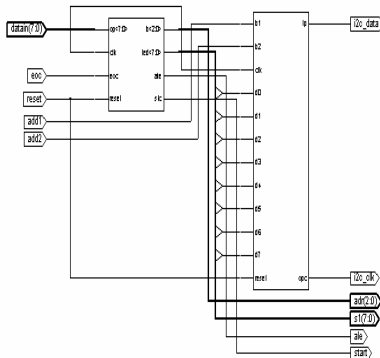 datain(7:0)
eoc
reset
add1
add2
op<7:0>
clk
eoc
reset
b<2:0>
led<7:0>
ale
stc
b1
b2
clk
d0
d1
d2
d3
d4
d5
d6
d7
reset
lp
opc
i2c_data
i2c_clk
adr(2:0)
s1(7:0)
ale
start